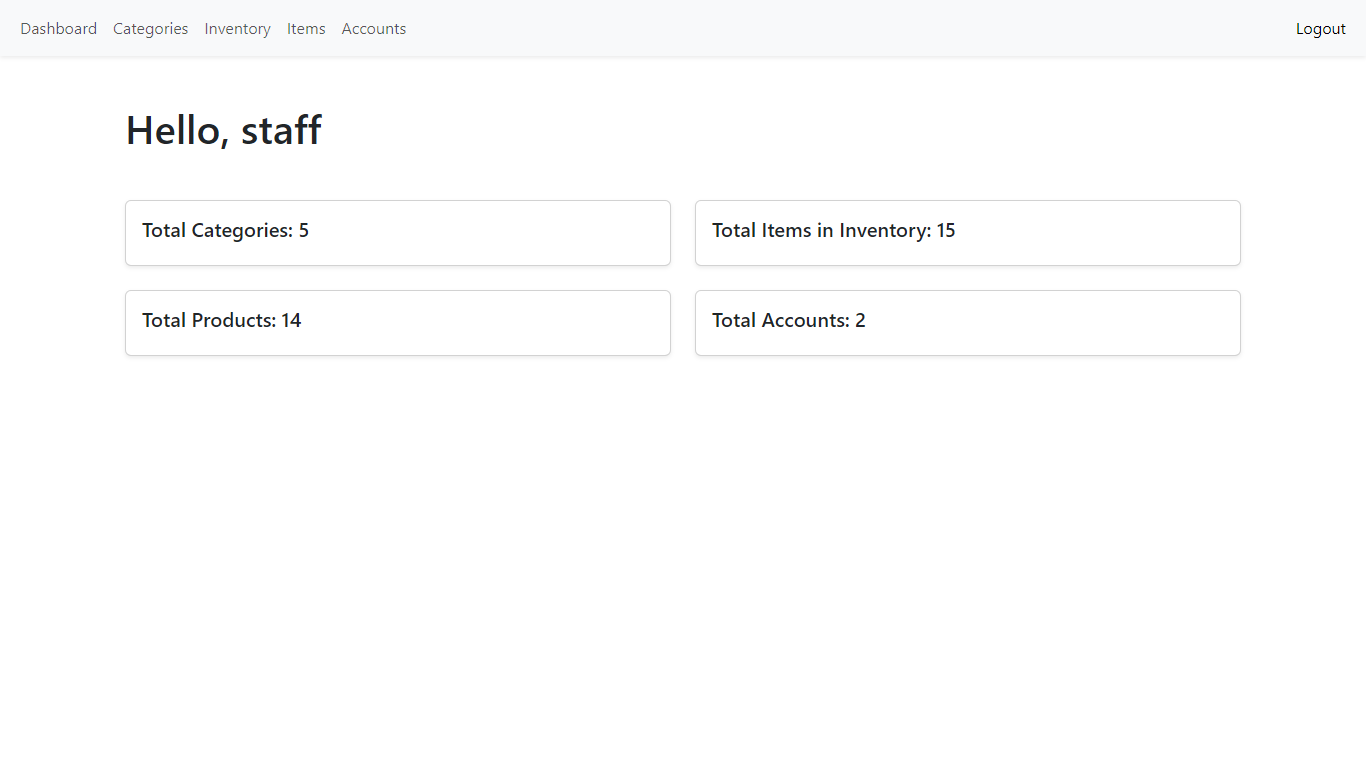 Dashboard Categories Inventory Items Accounts Logout
Hello, staff
Total Categories: 5
Total Items in Inventory: 15
Total Products: 14
Total Accounts: 2